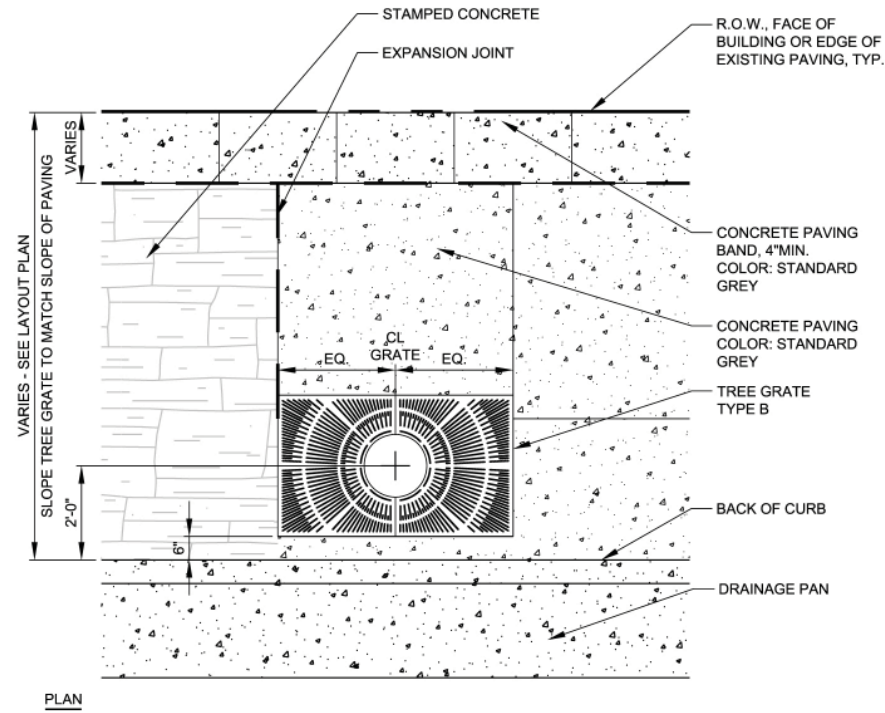 STAMPED CONCRETE
EXPANSION JOINT
R.O.W., FACE OF
BUILDING OR EDGE OF
EXISTING PAVING, TYP.
VARIES
VARIES - SEE LAYOUT PLAN
SLOPE TREE GRATE TO MATCH SLOPE OF PAVING
CONCRETE PAVING
BAND, 4"MIN.
COLOR: STANDARD
GREY
CONCRETE PAVING
COLOR: STANDARD
GREY
CL
GRATE
EQ.
EQ.
TREE GRATE
TYPE B
2'-0"
6"
BACK OF CURB
DRAINAGE PAN
PLAN